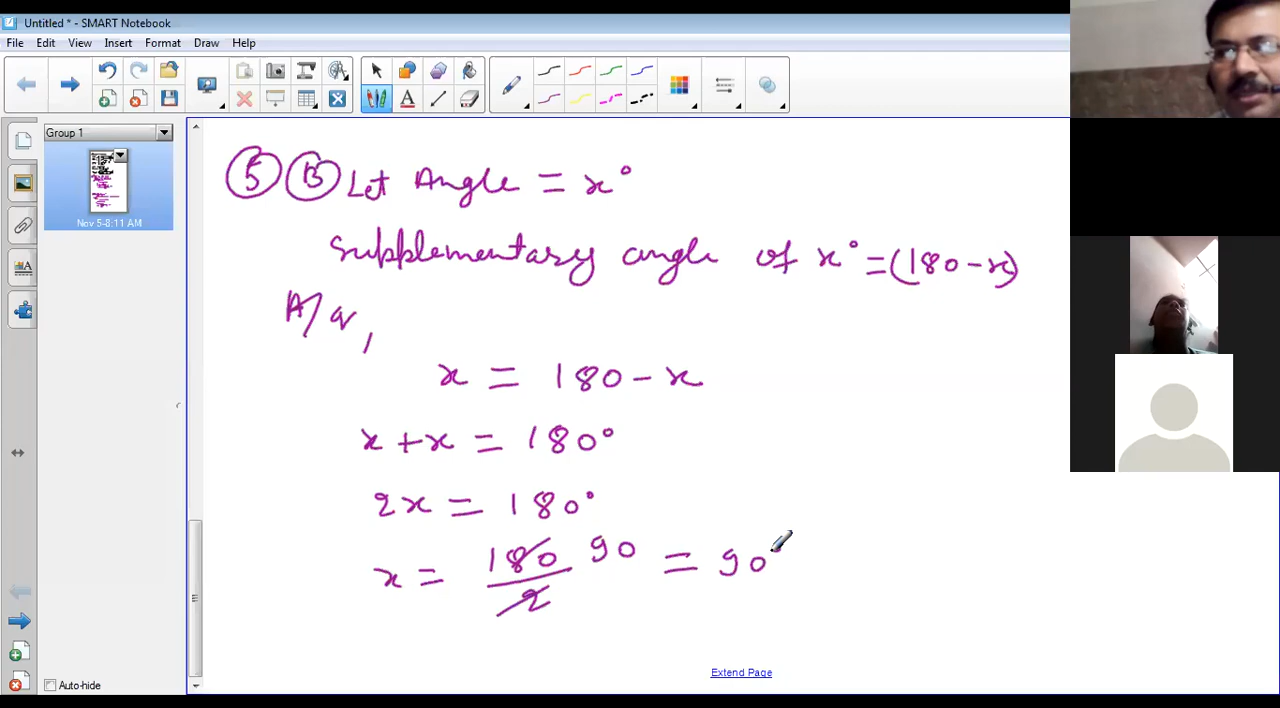 Untitled * - SMART Notebook
File Edit View Insert Format Draw Help
Group 1
Nov 5-8:11 AM
5 B Let Angle = x°
Supplementary angle of x° = (180 - x)
A/q,
x = 180 - x
x + x = 180°
2x = 180°
x = 180/2 90 = 90°
Extend Page
Auto-hide